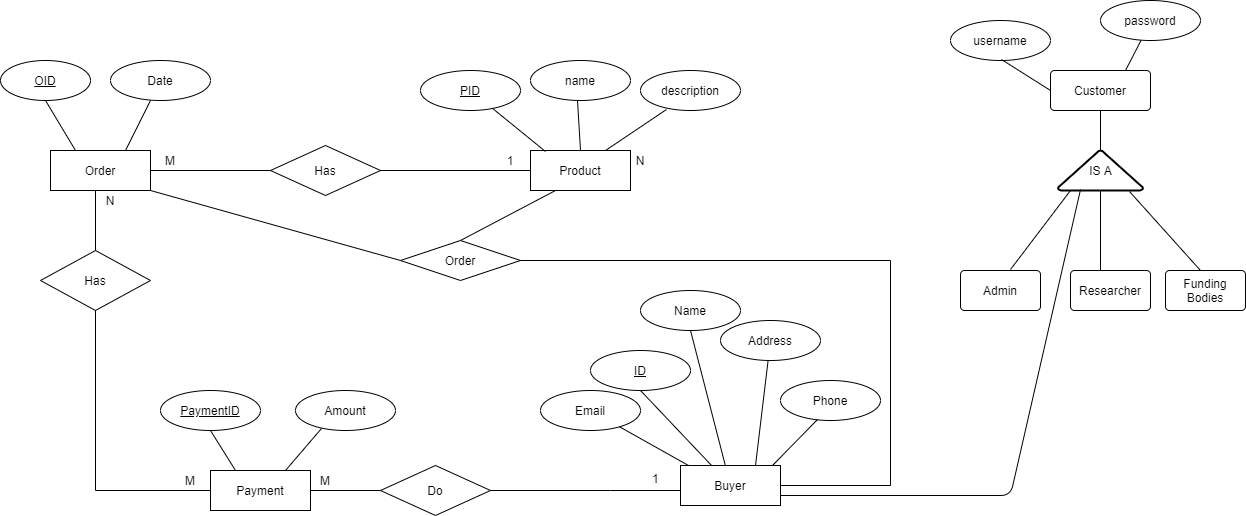 password
username
OID
Date
PID
name
description
Customer
M
Has
1
Product
N
Order
IS A
N
Order
Has
Admin
Researcher
Funding
Bodies
Name
Address
ID
Email
Phone
PaymentID
Amount
M
Payment
M
Do
1
Buyer